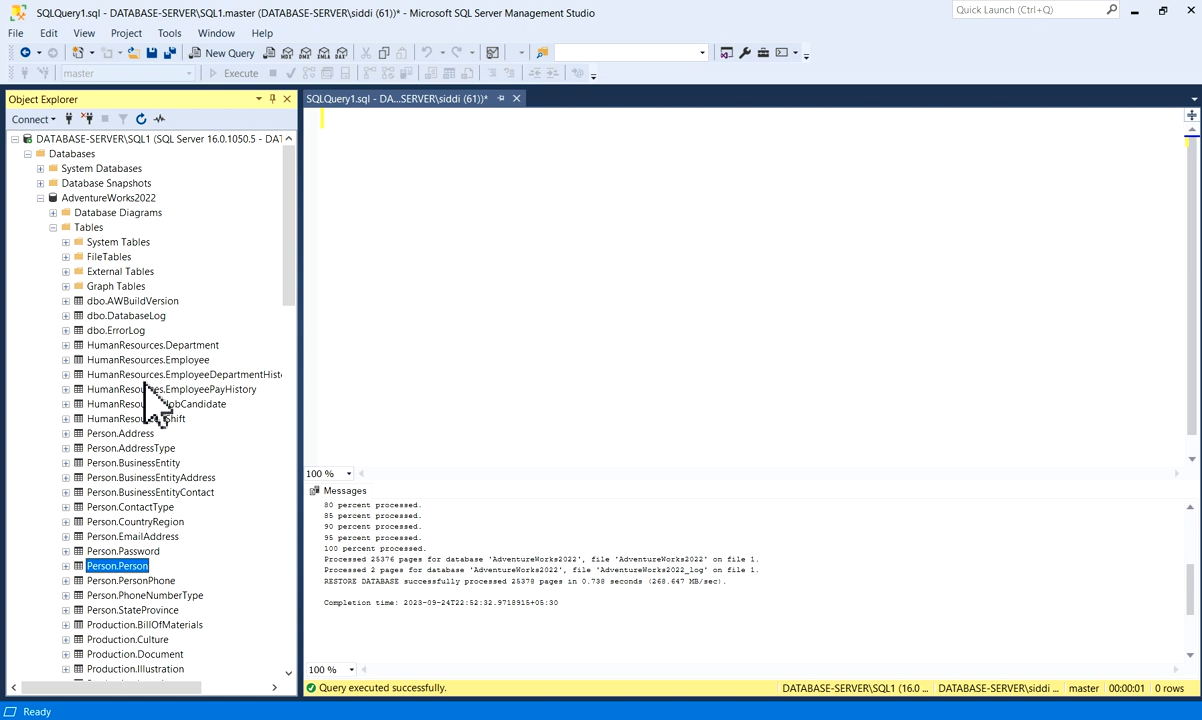 SQLQuery1.sql - DATABASE-SERVER\SQL1.master (DATABASE-SERVER\siddi (61))* - Microsoft SQL Server Management Studio
Quick Launch (Ctrl+Q)
File Edit View Project Tools Window Help
New Query MDX DMX XMLA DAX
master Execute
Object Explorer
SQLQuery1.sql - DA...SERVER\siddi (61))*
Connect
DATABASE-SERVER\SQL1 (SQL Server 16.0.1050.5 - DAT
Databases
System Databases
Database Snapshots
AdventureWorks2022
Database Diagrams
Tables
System Tables
FileTables
External Tables
Graph Tables
dbo.AWBuildVersion
dbo.DatabaseLog
dbo.ErrorLog
HumanResources.Department
HumanResources.Employee
HumanResources.EmployeeDepartmentHist
HumanResources.EmployeePayHistory
HumanResources.JobCandidate
HumanResources.Shift
Person.Address
Person.AddressType
Person.BusinessEntity
Person.BusinessEntityAddress
Person.BusinessEntityContact
Person.ContactType
Person.CountryRegion
Person.EmailAddress
Person.Password
Person.Person
Person.PersonPhone
Person.PhoneNumberType
Person.StateProvince
Production.BillOfMaterials
Production.Culture
Production.Document
Production.Illustration
100 %
Messages
80 percent processed.
85 percent processed.
90 percent processed.
95 percent processed.
100 percent processed.
Processed 25376 pages for database 'AdventureWorks2022', file 'AdventureWorks2022' on file 1.
Processed 2 pages for database 'AdventureWorks2022', file 'AdventureWorks2022_log' on file 1.
RESTORE DATABASE successfully processed 25378 pages in 0.738 seconds (268.647 MB/sec).
Completion time: 2023-09-24T22:52:32.9718915+05:30
100 %
Query executed successfully. DATABASE-SERVER\SQL1 (16.0 ... DATABASE-SERVER\siddi ... master 00:00:01 0 rows
Ready